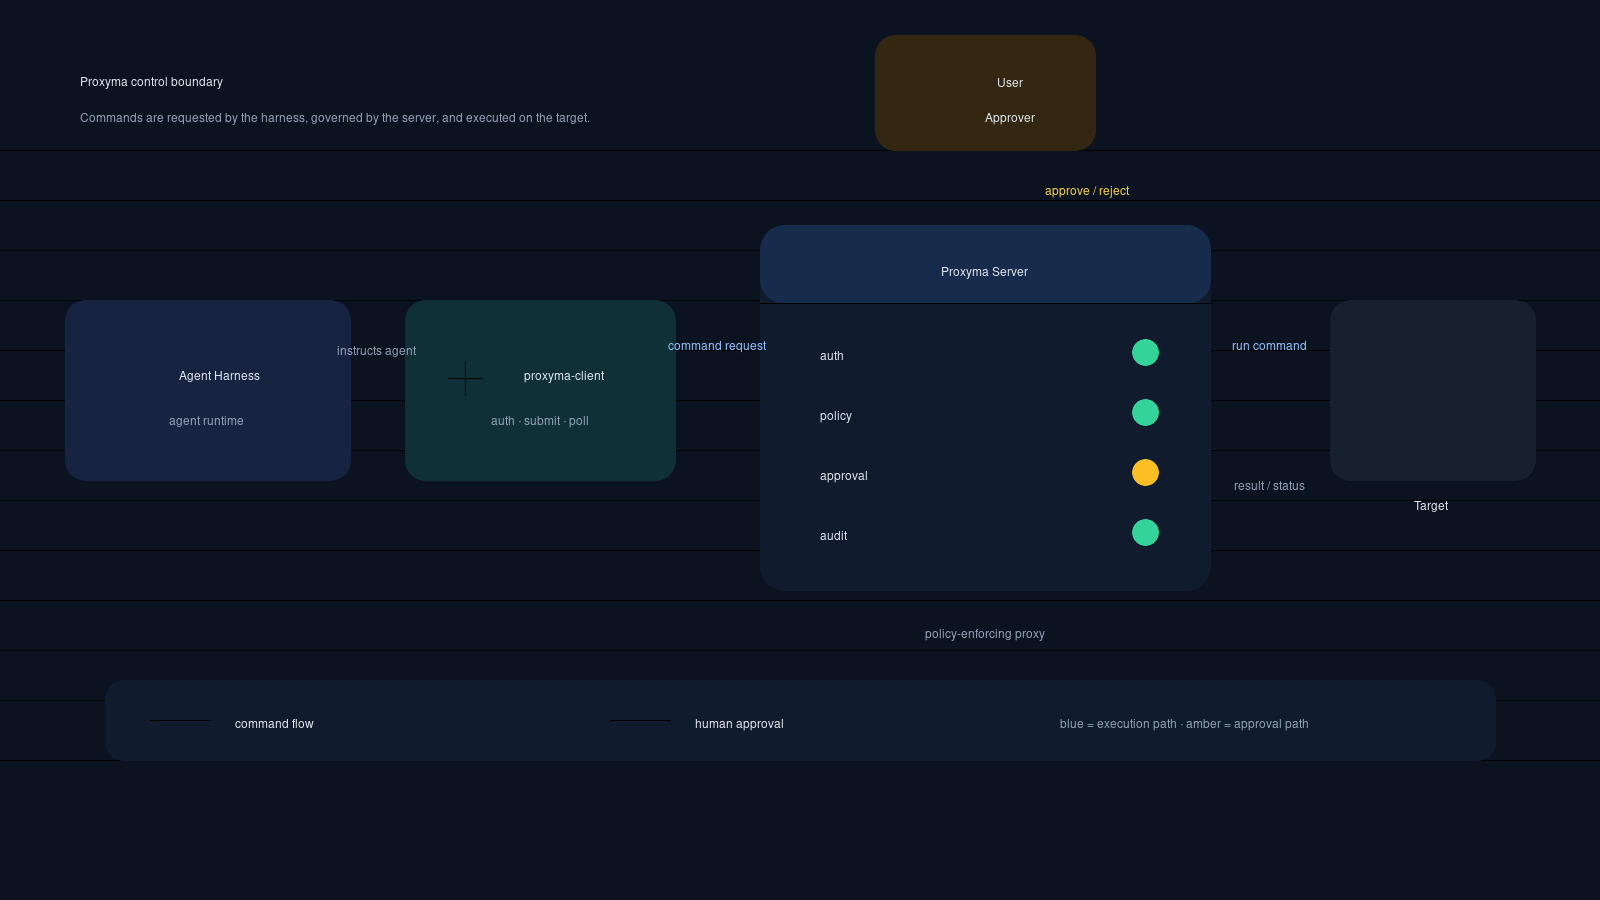 Proxyma control boundary
Commands are requested by the harness, governed by the server, and executed on the target.
User
Approver
approve / reject
Proxyma Server
Agent Harness
agent runtime
instructs agent
proxyma-client
auth · submit · poll
command request
auth
policy
approval
audit
run command
result / status
Target
policy-enforcing proxy
command flow
human approval
blue = execution path · amber = approval path